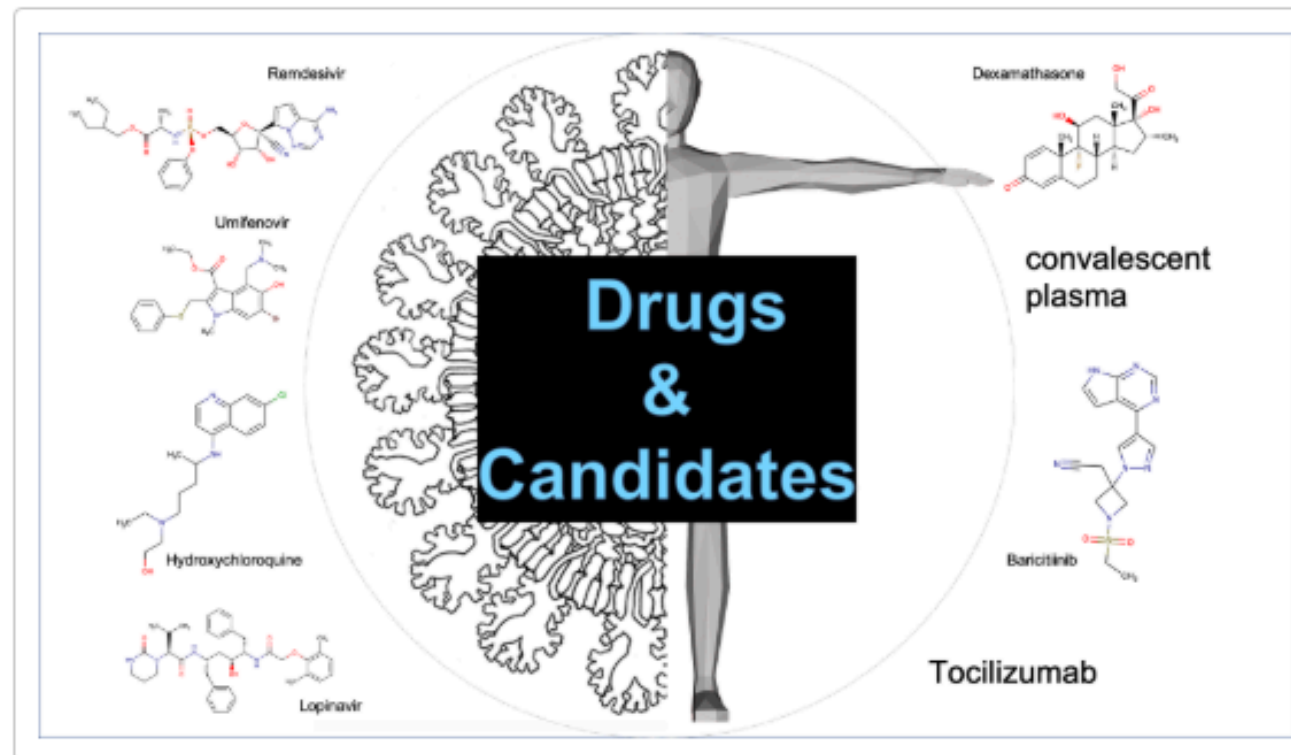 Remdesivir
Umifenovir
Hydroxychloroquine
Lopinavir
Drugs
&
Candidates
Dexamathasone
convalescent
plasma
Baricitinib
Tocilizumab